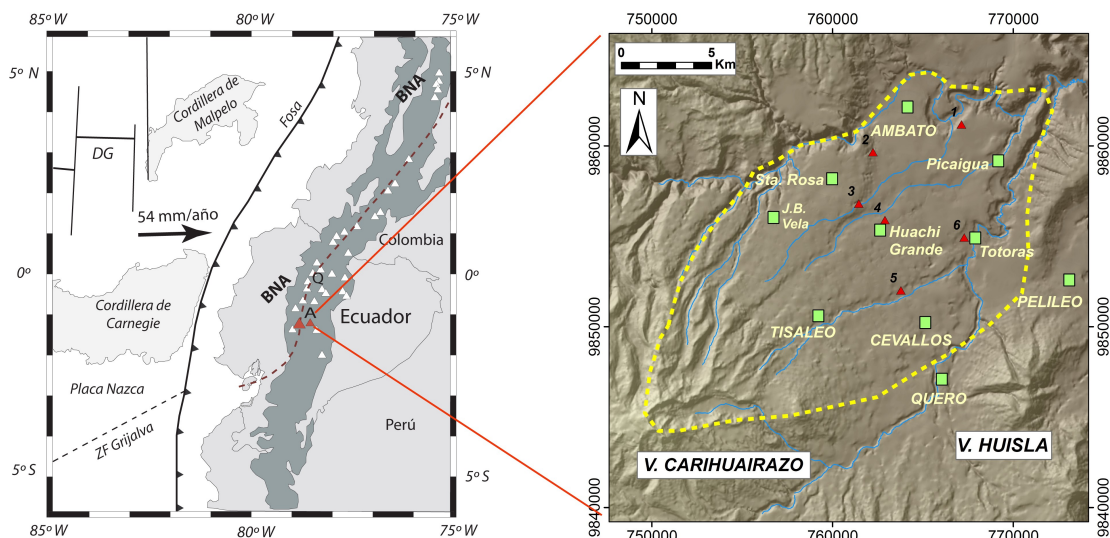 85°W
80°W
75°W
5° N
0°
5° S
85°W
80°W
75°W
5° N
0°
5° S
Cordillera de
Malpelo
DG
Fosa
BNA
54 mm/año
Colombia
BNA
Q
A
Ecuador
Cordillera de
Carnegie
Placa Nazca
ZF Grijalva
Perú
750000
760000
770000
9860000
9850000
9840000
750000
760000
770000
9860000
9850000
9840000
0
5
Km
N
AMBATO
1
2
Picaigua
Sta. Rosa
3
4
J.B.
Vela
Huachi
Grande
6
Totoras
5
PELILEO
TISALEO
CEVALLOS
QUERO
V. HUISLA
V. CARIHUAIRAZO